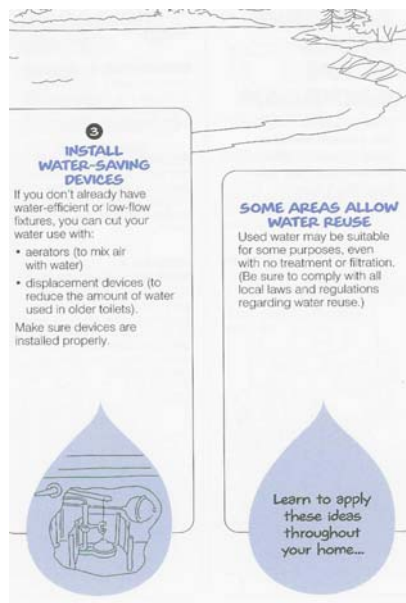 3
INSTALL
WATER-SAVING
DEVICES
If you don't already have
water-efficient or low-flow
fixtures, you can cut your
water use with:
• aerators (to mix air
with water)
• displacement devices (to
reduce the amount of water
used in older toilets).
Make sure devices are
installed properly.
SOME AREAS ALLOW
WATER REUSE
Used water may be suitable
for some purposes, even
with no treatment or filtration.
(Be sure to comply with all
local laws and regulations
regarding water reuse.)
Learn to apply
these ideas
throughout
your home...